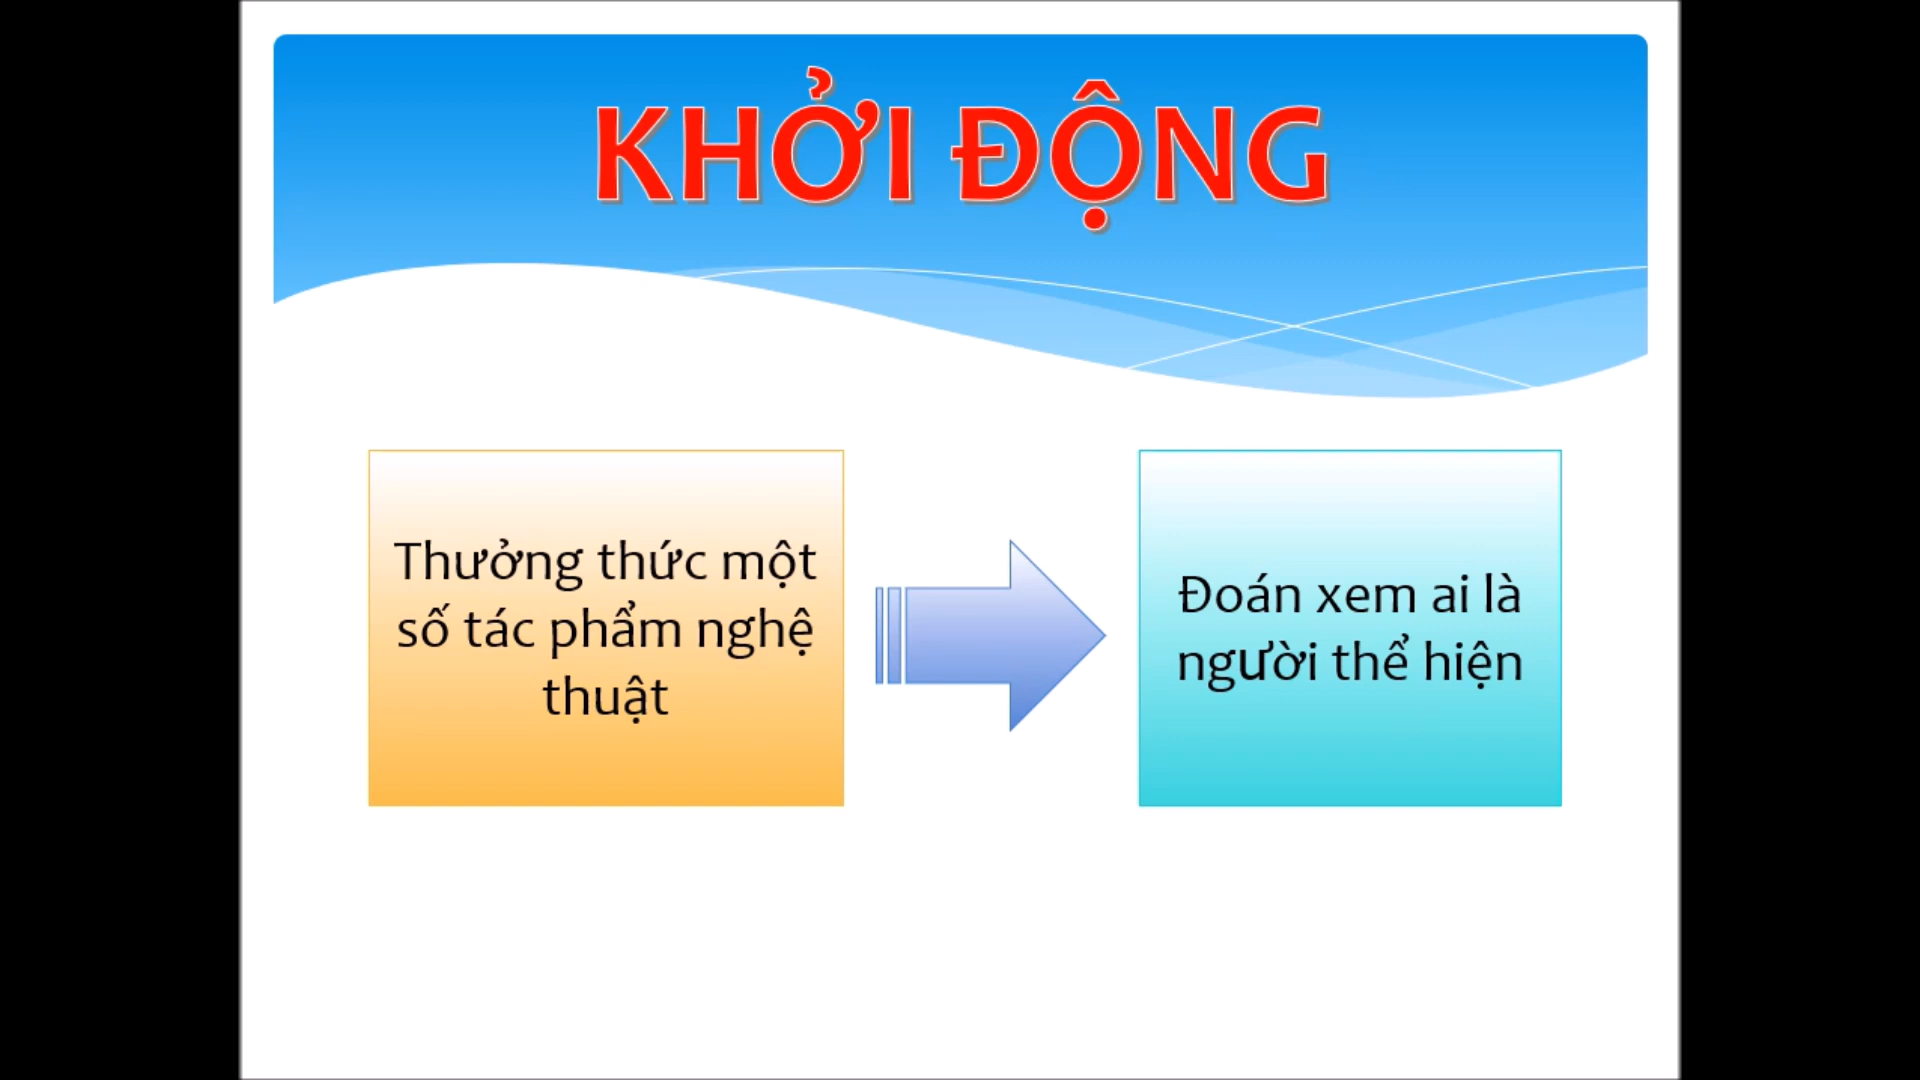 KHỞI ĐỘNG
Thưởng thức một
số tác phẩm nghệ
thuật
Đoán xem ai là
người thể hiện